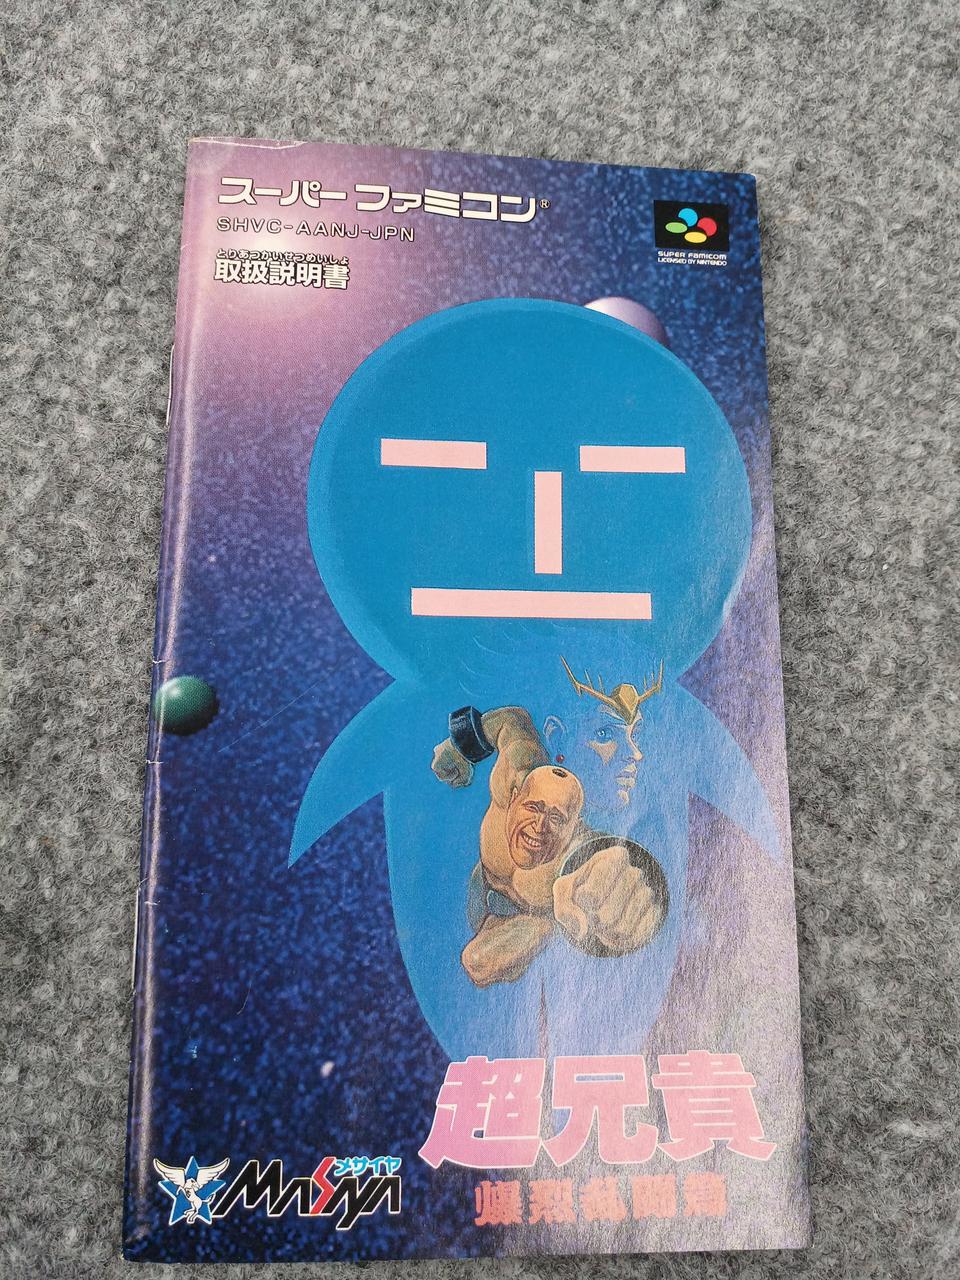 スーパーファミコン®
SHVC-AANJ-JPN
とりあつかいせつめいしょ
取扱説明書
SUPER FAMICOM
LICENSED BY NINTENDO
超兄貴
爆烈乱闘篇
メサイヤ
MASAYA